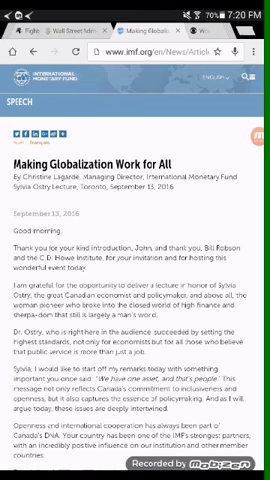 70% 7:20 PM
Fight
Wall Street Adm
Making Globaliz
www.imf.org/en/News/Article
INTERNATIONAL
MONETARY FUND
ENGLISH
SPEECH
Making Globalization Work for All
By Christine Lagarde, Managing Director, International Monetary Fund
Sylvia Ostry Lecture, Toronto, September 13, 2016
September 13, 2016
Good morning.
Thank you for your kind introduction, John, and thank you, Bill Robson
and the C.D. Howe Institute, for your invitation and for hosting this
wonderful event today.
I am grateful for the opportunity to deliver a lecture in honor of Sylvia
Ostry, the great Canadian economist and policymaker, and above all, the
woman pioneer who broke into the closed world of high finance and
sherpa-dom that still is largely a man's world.
Dr. Ostry, who is right here in the audience, succeeded by setting the
highest standards, not only for economists but for all those who believe
that public service is more than just a job.
Sylvia, I would like to start off my remarks today with something
important you once said: "We have one asset, and that's people." This
message not only reflects Canada's commitment to inclusiveness and
openness, but it also captures the essence of policymaking. And as I will
argue today, these issues are deeply intertwined.
Openness and international cooperation has always been part of
Canada's DNA. Your country has been one of the IMF's strongest partners,
with an incredibly positive influence on our institution and other member
countries.
Recorded by Mobizen